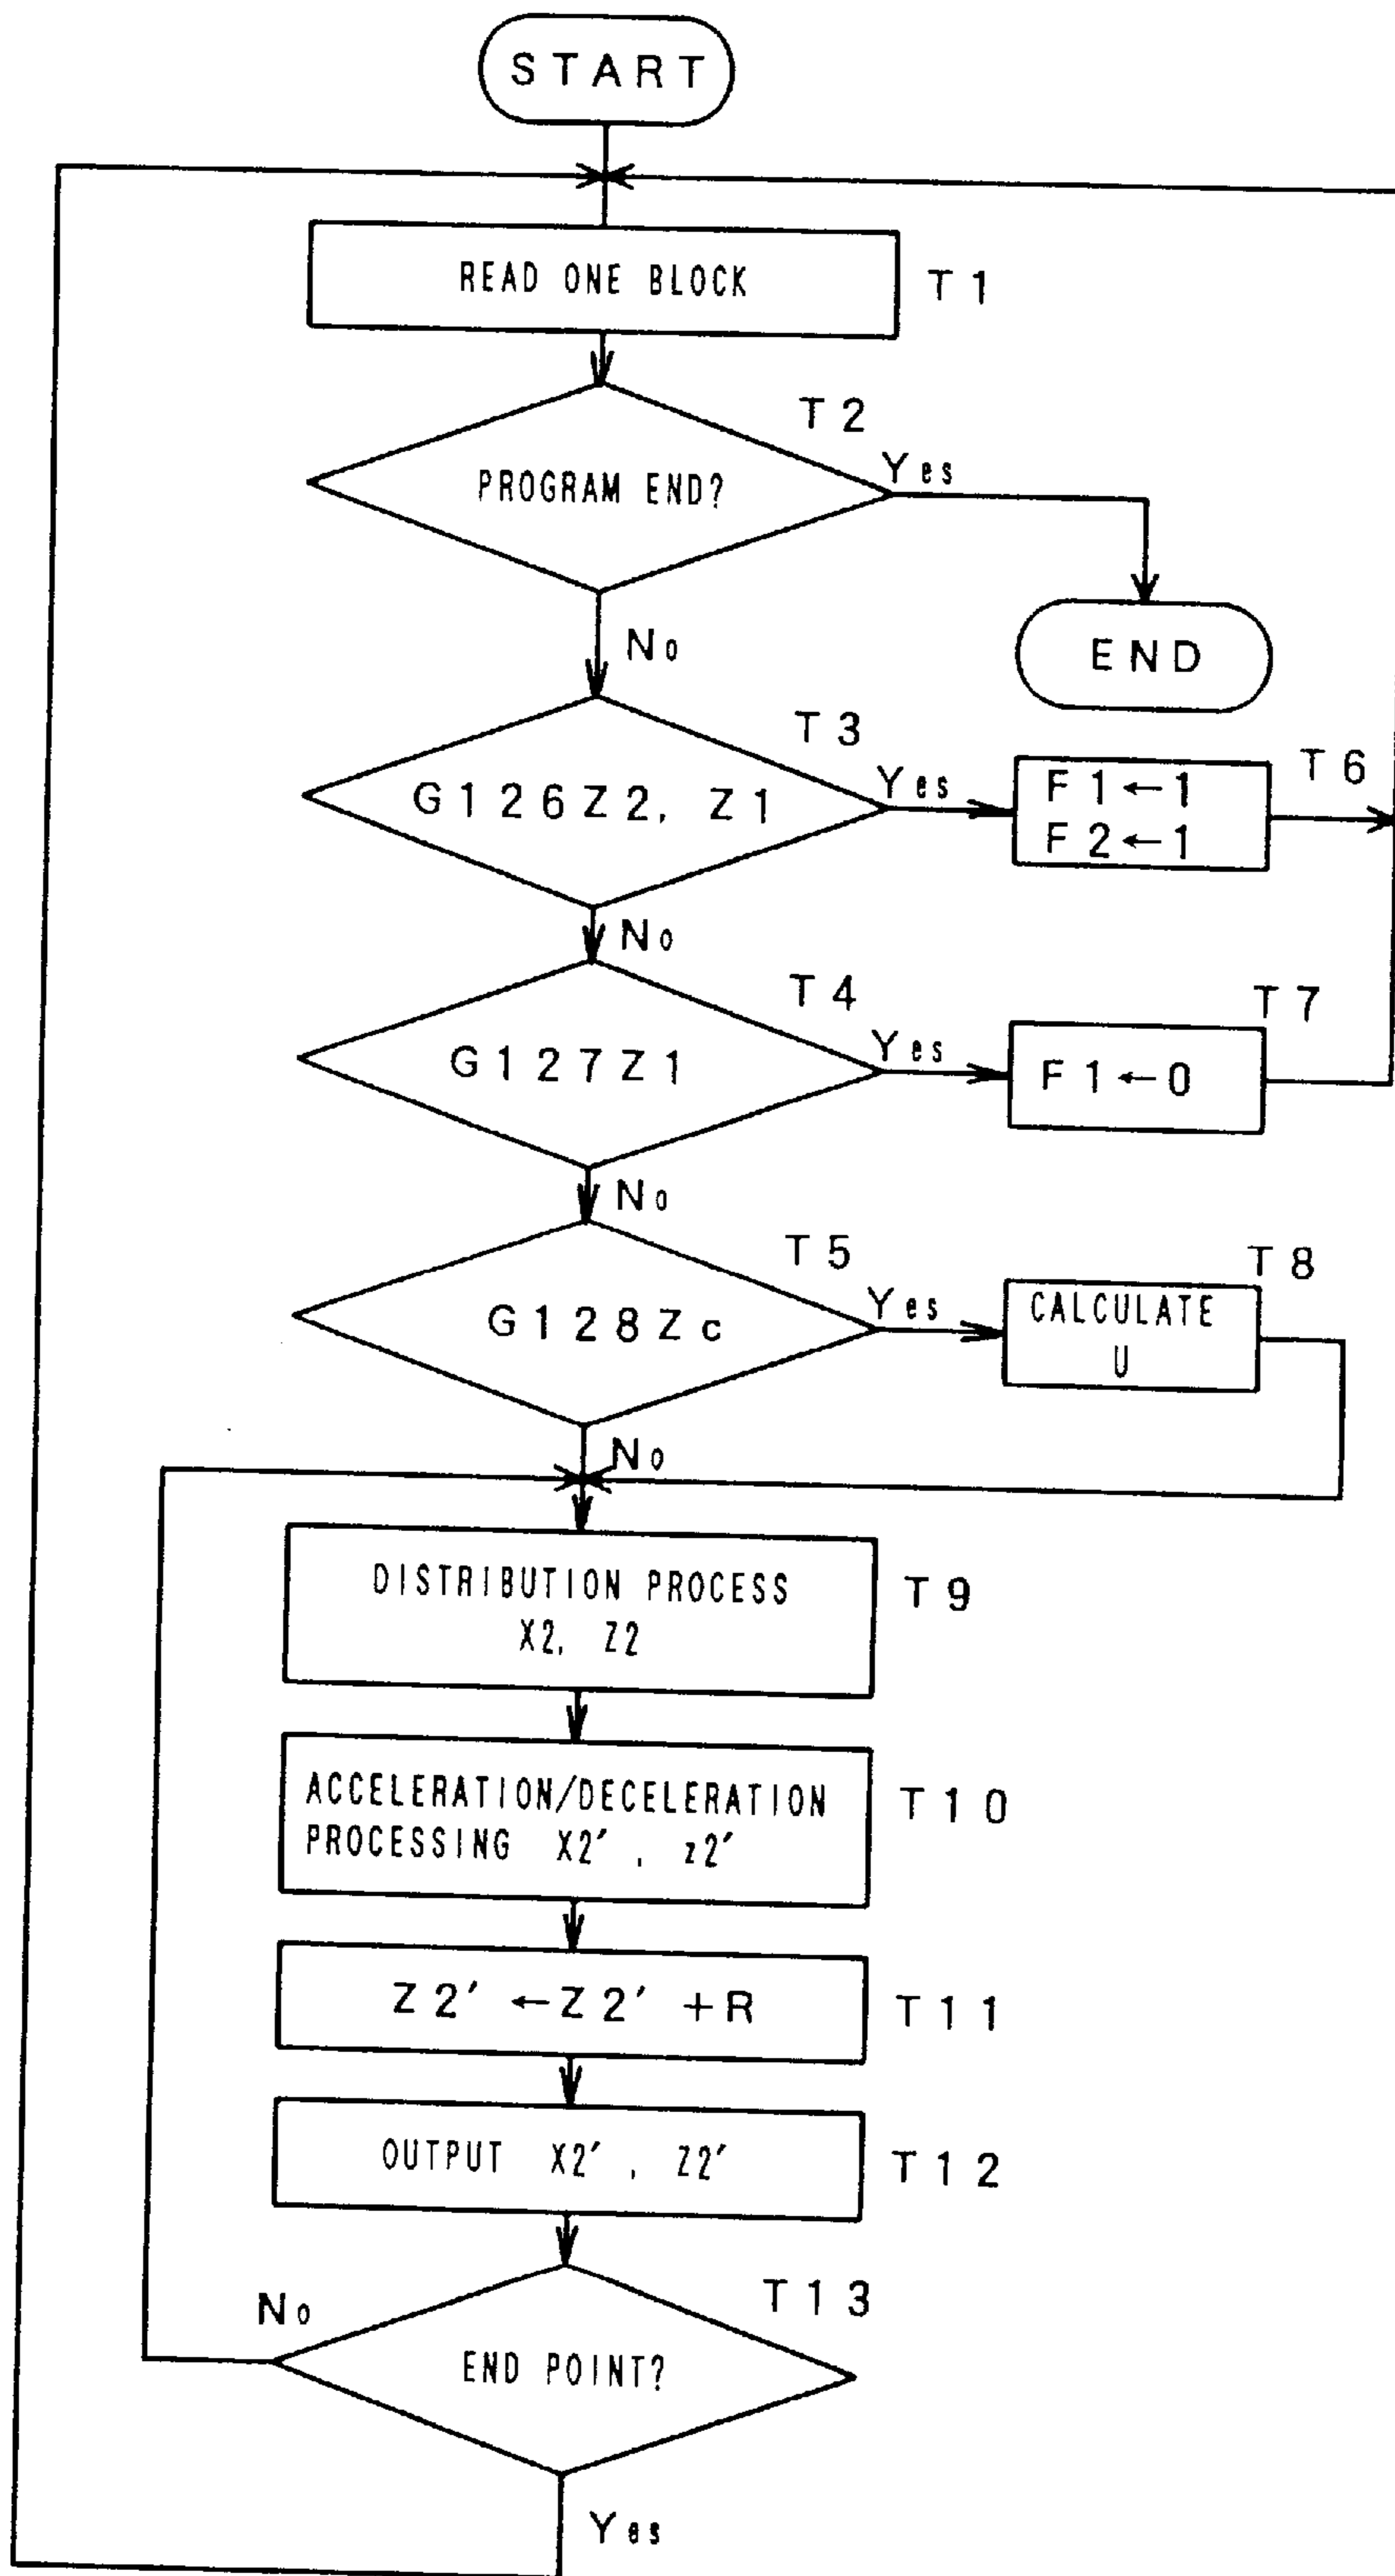 START
READ ONE BLOCK
T1
T2
PROGRAM END?
Yes
No
END
T3
G126Z2, Z1
Yes
F1←1
F2←1
T6
No
T4
G127Z1
Yes
F1←0
T7
No
T5
G128Zc
Yes
CALCULATE
U
T8
No
DISTRIBUTION PROCESS
X2, Z2
T9
ACCELERATION/DECELERATION
PROCESSING X2′, z2′
T10
Z2′←Z2′+R
T11
OUTPUT X2′, Z2′
T12
T13
No
END POINT?
Yes